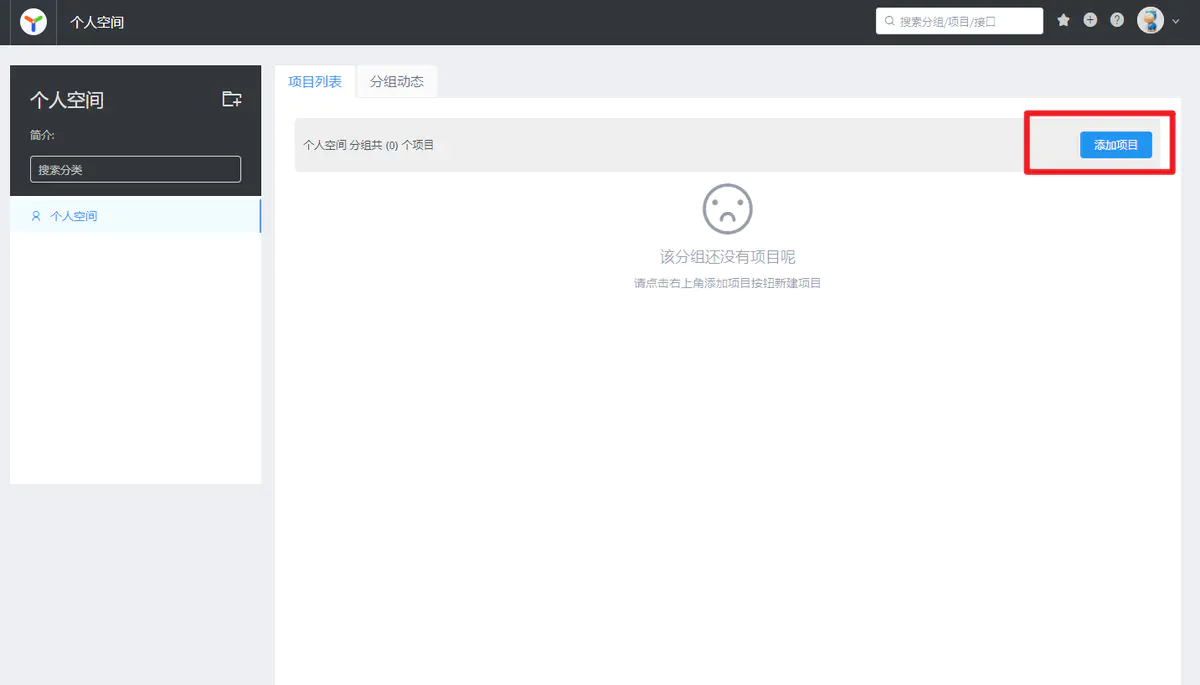 个人空间
搜索分组/项目/接口
个人空间
简介:
搜索分类
个人空间
项目列表
分组动态
个人空间 分组共 (0) 个项目
添加项目
该分组还没有项目呢
请点击右上角添加项目按钮新建项目